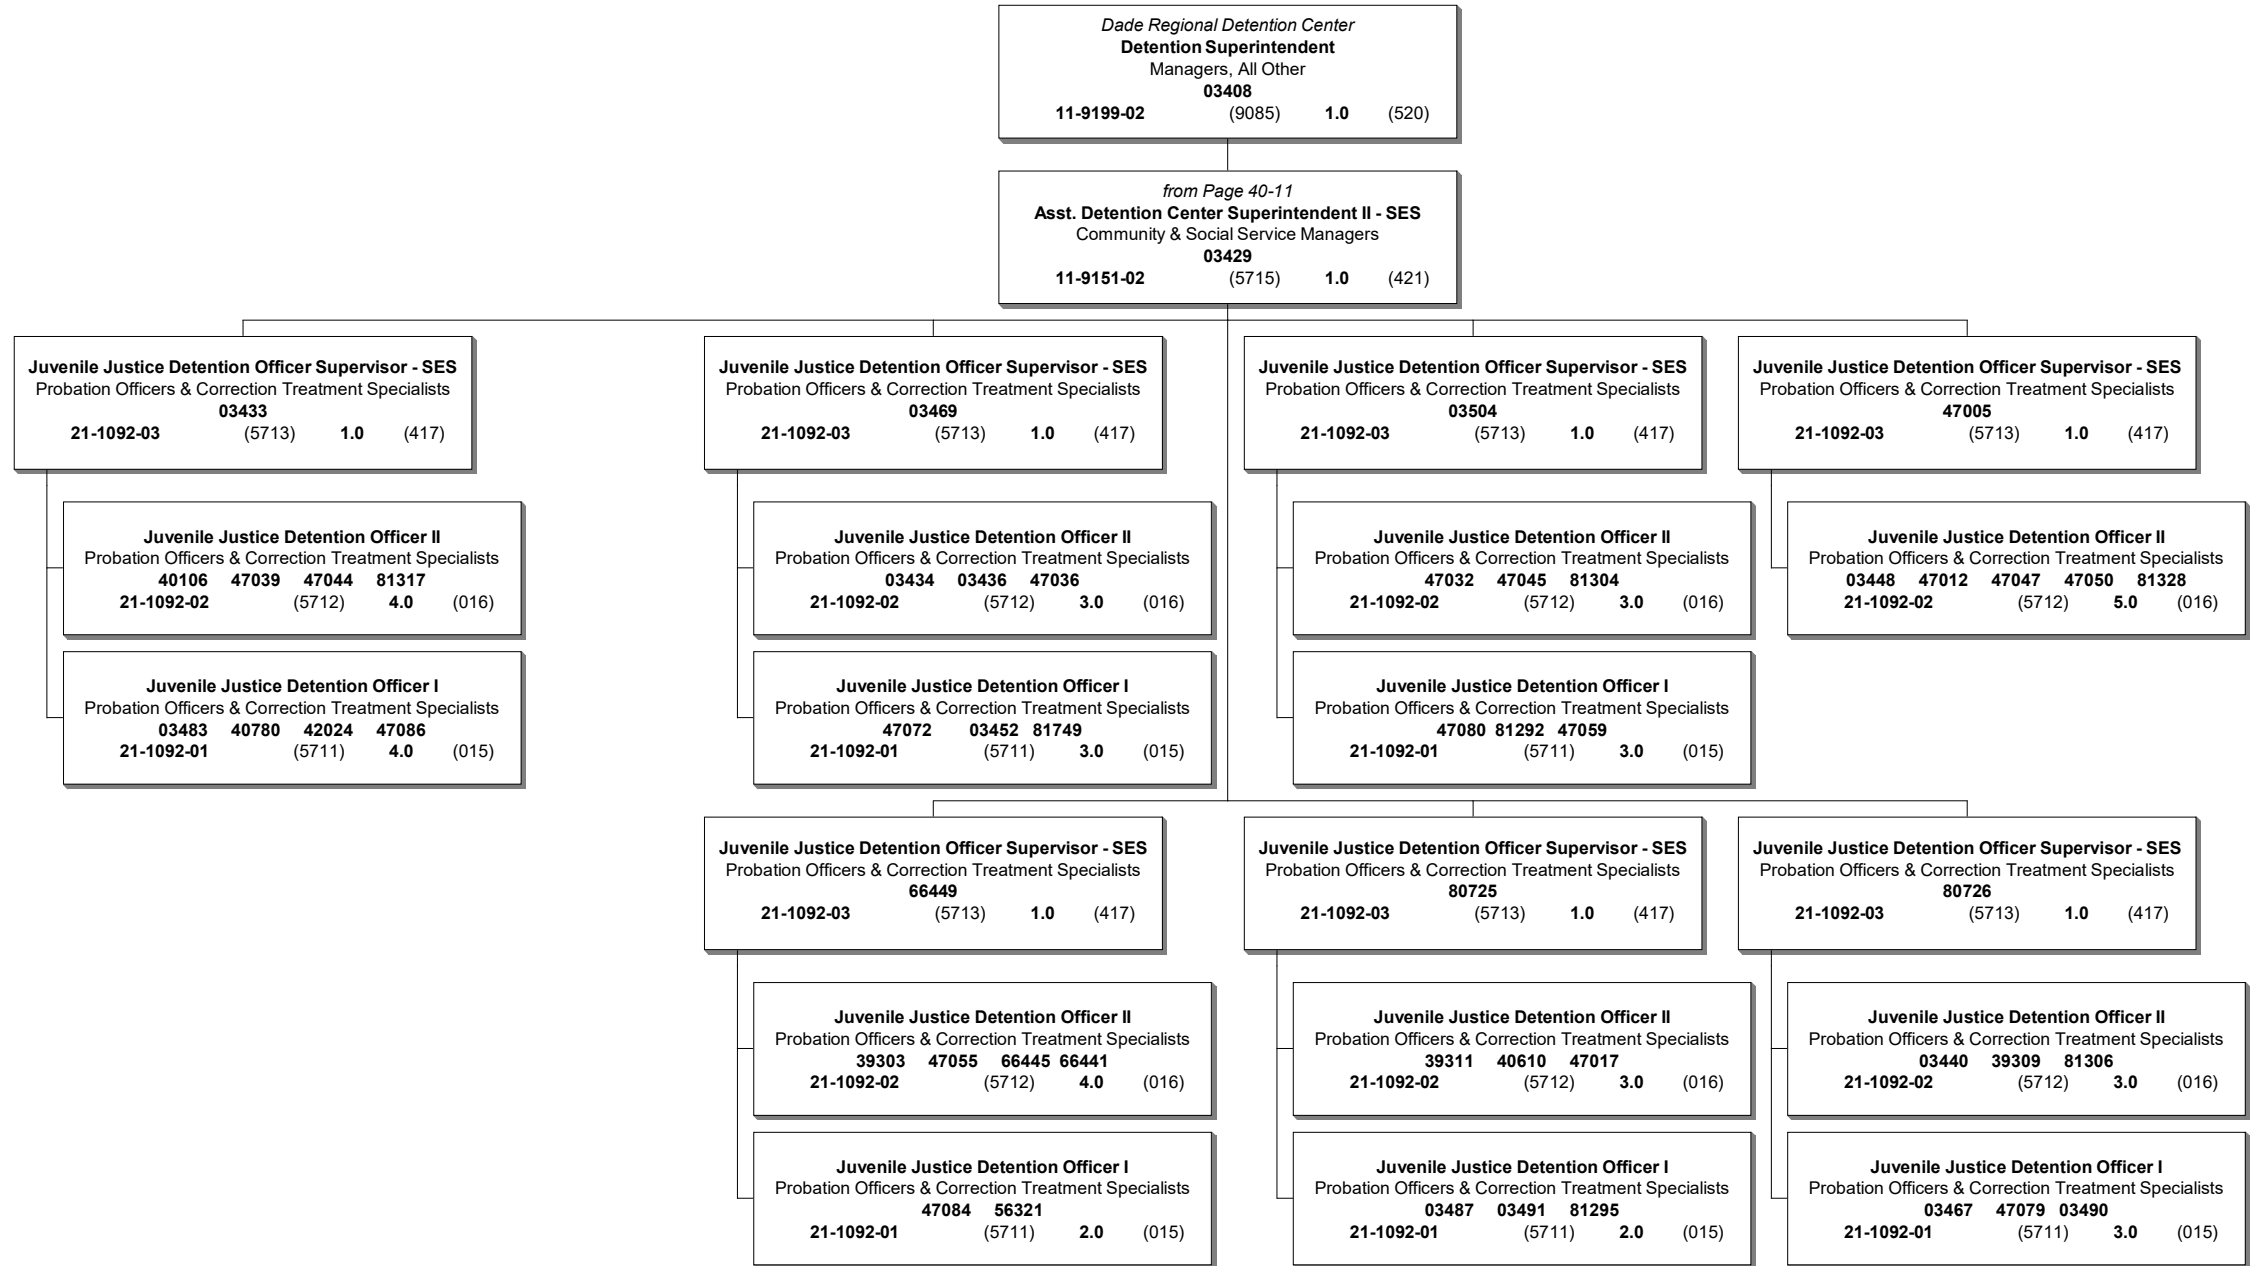 Dade Regional Detention Center
Detention Superintendent
Managers, All Other
03408
11-9199-02 (9085) 1.0 (520)
from Page 40-11
Asst. Detention Center Superintendent II - SES
Community & Social Service Managers
03429
11-9151-02 (5715) 1.0 (421)
Juvenile Justice Detention Officer Supervisor - SES
Probation Officers & Correction Treatment Specialists
03433
21-1092-03 (5713) 1.0 (417)
Juvenile Justice Detention Officer II
Probation Officers & Correction Treatment Specialists
40106 47039 47044 81317
21-1092-02 (5712) 4.0 (016)
Juvenile Justice Detention Officer I
Probation Officers & Correction Treatment Specialists
03483 40780 42024 47086
21-1092-01 (5711) 4.0 (015)
Juvenile Justice Detention Officer Supervisor - SES
Probation Officers & Correction Treatment Specialists
03469
21-1092-03 (5713) 1.0 (417)
Juvenile Justice Detention Officer II
Probation Officers & Correction Treatment Specialists
03434 03436 47036
21-1092-02 (5712) 3.0 (016)
Juvenile Justice Detention Officer I
Probation Officers & Correction Treatment Specialists
47072 03452 81749
21-1092-01 (5711) 3.0 (015)
Juvenile Justice Detention Officer Supervisor - SES
Probation Officers & Correction Treatment Specialists
03504
21-1092-03 (5713) 1.0 (417)
Juvenile Justice Detention Officer II
Probation Officers & Correction Treatment Specialists
47032 47045 81304
21-1092-02 (5712) 3.0 (016)
Juvenile Justice Detention Officer I
Probation Officers & Correction Treatment Specialists
47080 81292 47059
21-1092-01 (5711) 3.0 (015)
Juvenile Justice Detention Officer Supervisor - SES
Probation Officers & Correction Treatment Specialists
47005
21-1092-03 (5713) 1.0 (417)
Juvenile Justice Detention Officer II
Probation Officers & Correction Treatment Specialists
03448 47012 47047 47050 81328
21-1092-02 (5712) 5.0 (016)
Juvenile Justice Detention Officer Supervisor - SES
Probation Officers & Correction Treatment Specialists
66449
21-1092-03 (5713) 1.0 (417)
Juvenile Justice Detention Officer II
Probation Officers & Correction Treatment Specialists
39303 47055 66445 66441
21-1092-02 (5712) 4.0 (016)
Juvenile Justice Detention Officer I
Probation Officers & Correction Treatment Specialists
47084 56321
21-1092-01 (5711) 2.0 (015)
Juvenile Justice Detention Officer Supervisor - SES
Probation Officers & Correction Treatment Specialists
80725
21-1092-03 (5713) 1.0 (417)
Juvenile Justice Detention Officer II
Probation Officers & Correction Treatment Specialists
39311 40610 47017
21-1092-02 (5712) 3.0 (016)
Juvenile Justice Detention Officer I
Probation Officers & Correction Treatment Specialists
03487 03491 81295
21-1092-01 (5711) 2.0 (015)
Juvenile Justice Detention Officer Supervisor - SES
Probation Officers & Correction Treatment Specialists
80726
21-1092-03 (5713) 1.0 (417)
Juvenile Justice Detention Officer II
Probation Officers & Correction Treatment Specialists
03440 39309 81306
21-1092-02 (5712) 3.0 (016)
Juvenile Justice Detention Officer I
Probation Officers & Correction Treatment Specialists
03467 47079 03490
21-1092-01 (5711) 3.0 (015)